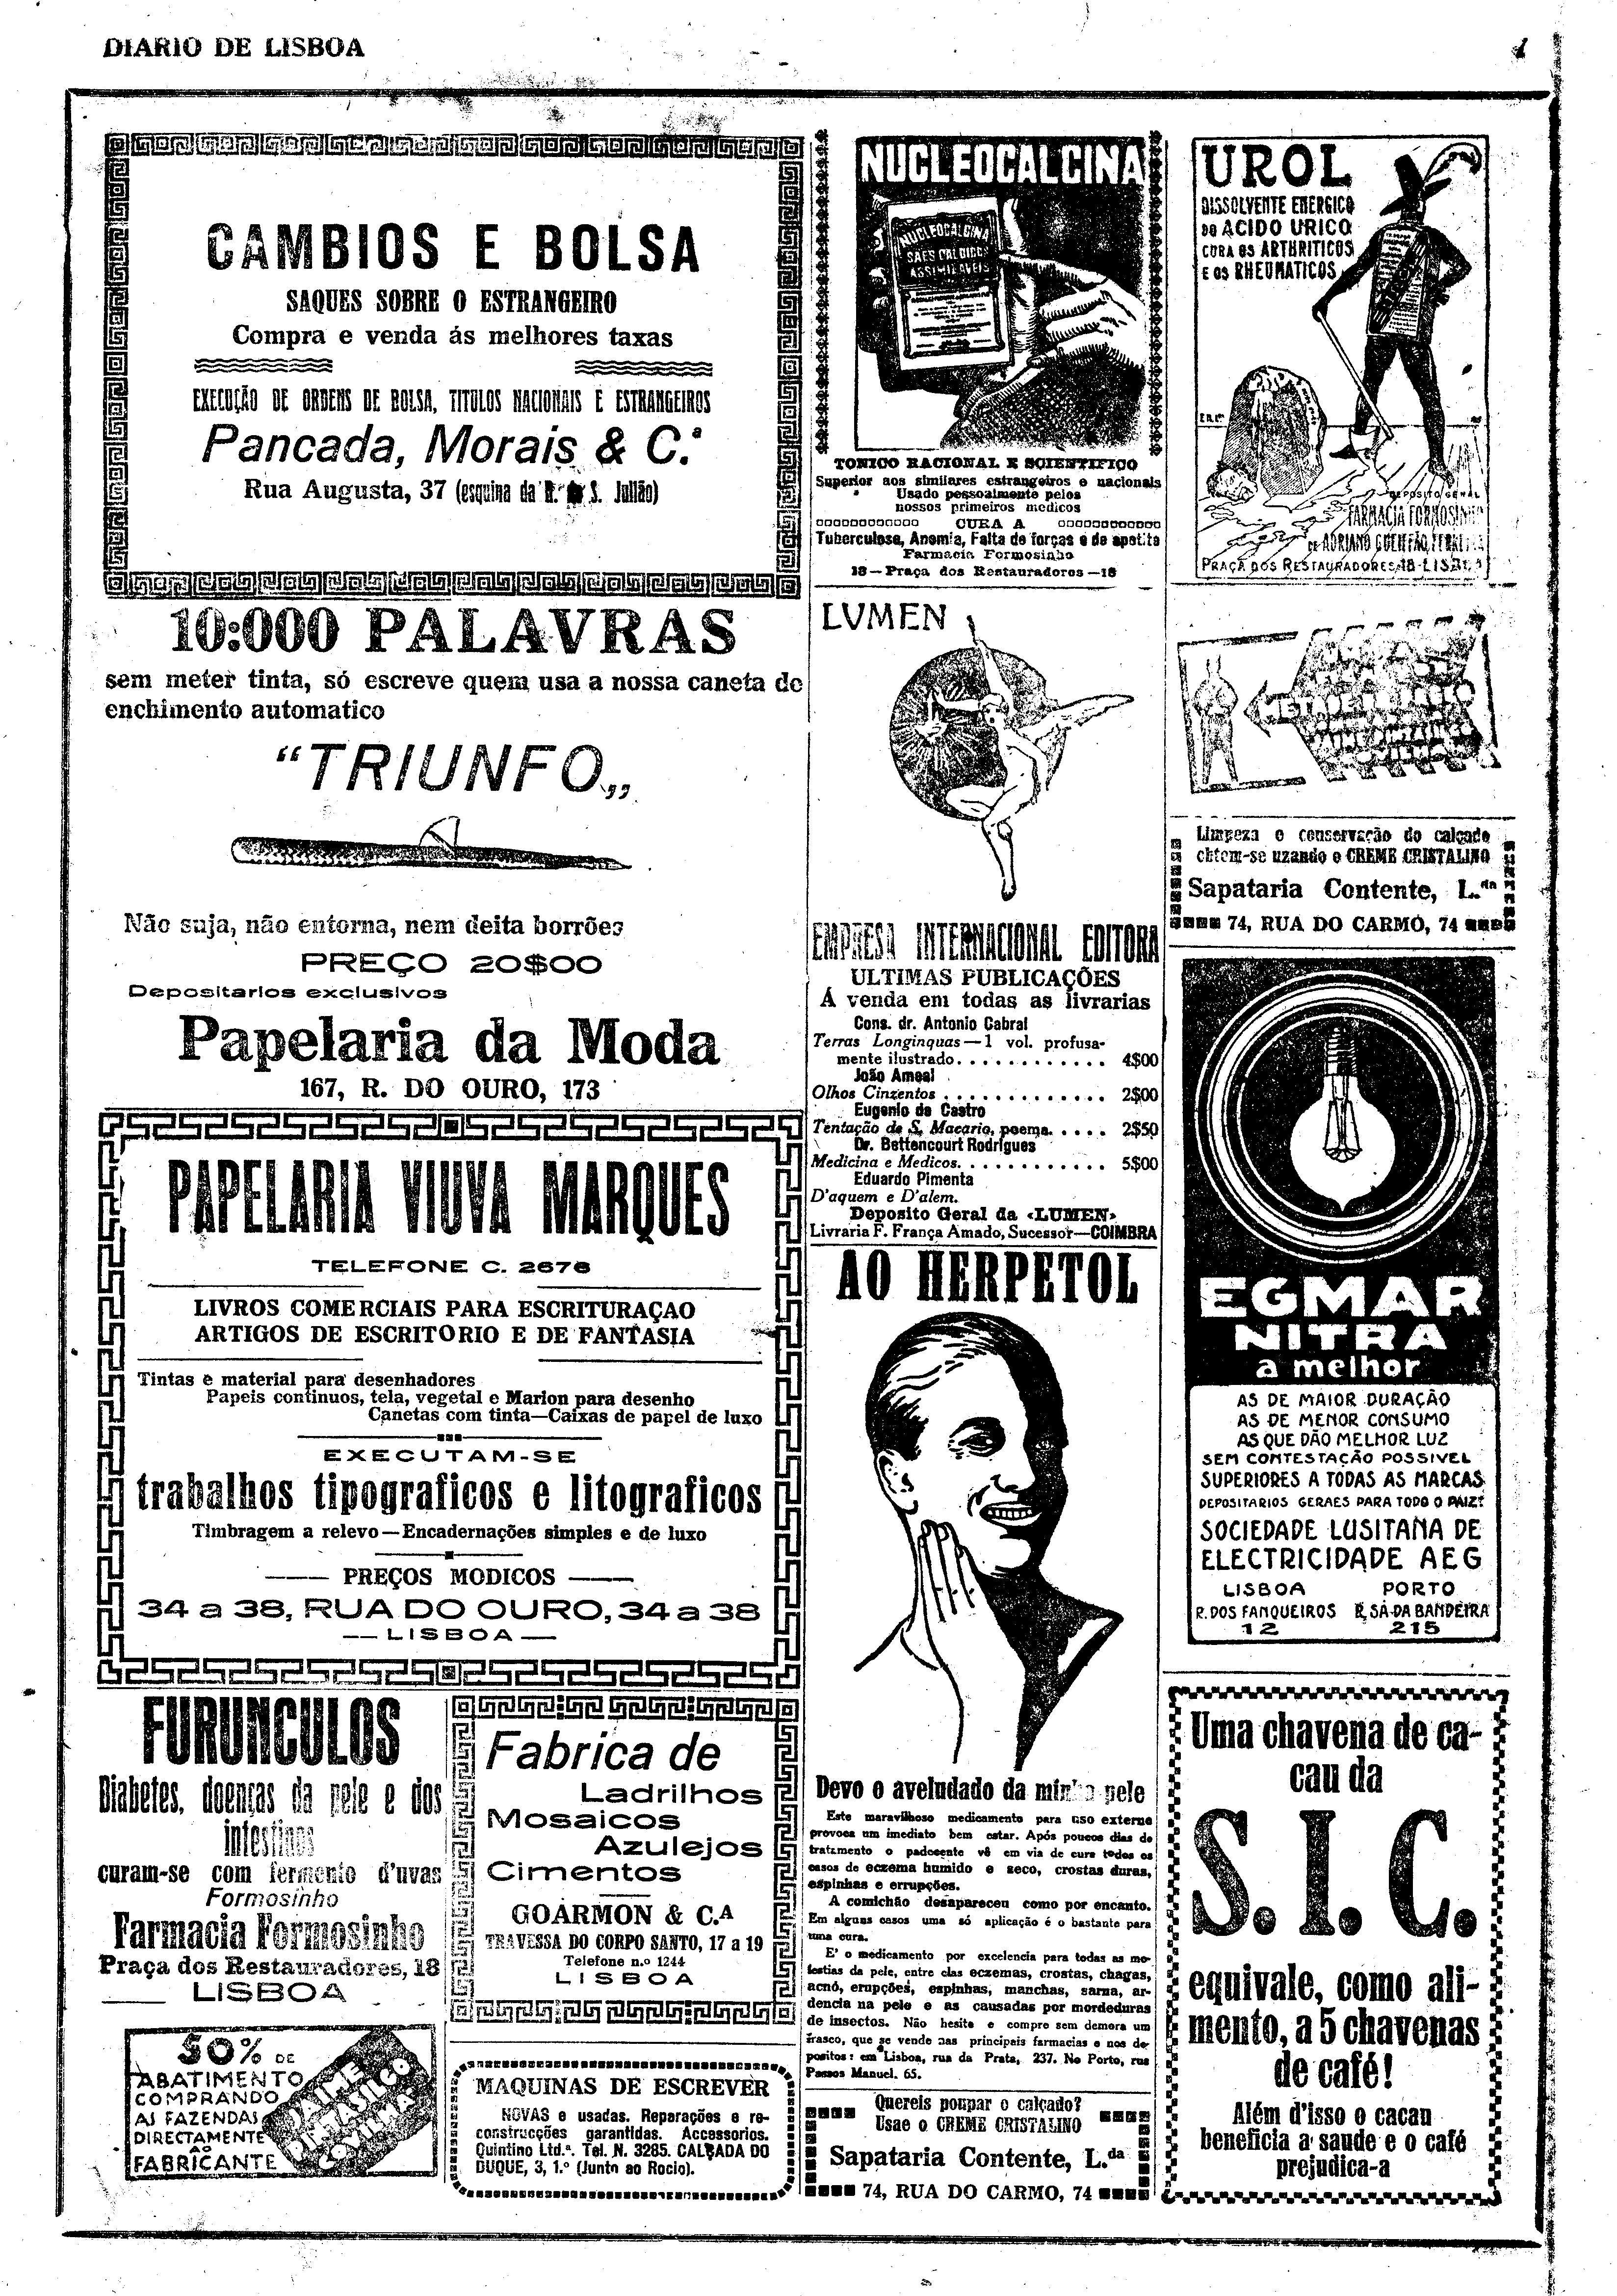 DIARIO DE LISBOA
CAMBIOS E BOLSA
SAQUES SOBRE O ESTRANGEIRO
Compra e venda ás melhores taxas
EXECUÇÃO DE ORDENS DE BOLSA, TITULOS NACIONAIS E ESTRANGEIROS
Pancada, Morais & C.ª
Rua Augusta, 37 (esquina da R. de S. Julião)
10:000 PALAVRAS
sem meter tinta, só escreve quem usa a nossa caneta de
enchimento automatico
"TRIUNFO„
Não suja, não entorna, nem deita borrões
PREÇO 20$00
Depositarios exclusivos
Papelaria da Moda
167, R. DO OURO, 173
PAPELARIA VIUVA MARQUES
TELEFONE C. 2676
LIVROS COMERCIAIS PARA ESCRITURAÇAO
ARTIGOS DE ESCRITORIO E DE FANTASIA
Tintas e material para desenhadores
Papeis continuos, tela, vegetal e Marion para desenho
Canetas com tinta—Caixas de papel de luxo
EXECUTAM-SE
trabalhos tipograficos e litograficos
Timbragem a relevo—Encadernações simples e de luxo
PREÇOS MODICOS
34 a 38, RUA DO OURO, 34 a 38
—LISBOA—
FURUNCULOS
Diabetes, doenças da pele e dos
intestinos
curam-se com fermento d'uvas
Formosinho
Farmacia Formosinho
Praça dos Restauradores, 18
LISBOA
50% DE
ABATIMENTO
COMPRANDO
AS FAZENDAS
DIRECTAMENTE
AO
FABRICANTE
Fabrica de
Ladrilhos
Mosaicos
Azulejos
Cimentos
GOARMON & C.A
TRAVESSA DO CORPO SANTO, 17 a 19
Telefone n.º 1244
LISBOA
MAQUINAS DE ESCREVER
NOVAS e usadas. Reparações e re-
construcções garantidas. Accessorios.
Quintino Ltd.ª. Tel. N. 3285. CALÇADA DO
DUQUE, 3, 1.º (Junto ao Rocio).
NUCLEOCALCINA
NUCLEOCALCINA
SAES CALCICOS
ASSIMILAVEIS
TONICO RACIONAL E SCIENTIFICO
Superior aos similares estrangeiros e nacionais
Usado pessoalmente pelos
nossos primeiros medicos
CURA A
Tuberculose, Anemia, Falta de forças e de apetite
Farmacia Formosinho
18—Praça dos Restauradores—18
LVMEN
EMPRESA INTERNACIONAL EDITORA
ULTIMAS PUBLICAÇÕES
Á venda em todas as livrarias
Cons. dr. Antonio Cabral
Terras Longinquas—1 vol. profusa-
mente ilustrado. . . . . . . . . . . . 4$00
João Ameal
Olhos Cinzentos . . . . . . . . . . . . . 2$00
Eugenio de Castro
Tentação de S. Macario, poema. . . . . 2$50
Dr. Bettencourt Rodrigues
Medicina e Medicos. . . . . . . . . . . . 5$00
Eduardo Pimenta
D'aquem e D'alem.
Deposito Geral da «LUMEN»
Livraria F. França Amado, Sucessor—COIMBRA
AO HERPETOL
Devo o aveludado da minha pele
Este maravilhoso medicamento para uso externo
provoca um imediato bem estar. Após poucos dias de
tratamento o padecente vê em via de cura todos os
casos de eczema humido e seco, crostas duras,
espinhas e errupções.
A comichão desapareceu como por encanto.
Em alguns casos uma só aplicação é o bastante para
uma cura.
E' o medicamento por excelencia para todas as mo-
lestias da pele, entre elas eczemas, crostas, chagas,
acnó, erupções, espinhas, manchas, sarna, ar-
dencia na pele e as causadas por mordeduras
de insectos. Não hesite e compre sem demora um
frasco, que se vende nas principais farmacias e nos de-
positos: em Lisboa, rua da Prata, 237. No Porto, rua
Passos Manuel, 65.
Quereis poupar o calçado?
Usae o CREME CRISTALINO
Sapataria Contente, L.da
74, RUA DO CARMO, 74
UROL
DISSOLVENTE ENERGICO
DO ACIDO URICO
CURA OS ARTHRITICOS
E OS RHEUMATICOS
DEPOSITO GERAL
FARMACIA FORMOSINHO
PRAÇA DOS RESTAURADORES, 18-LISBOA
Limpeza e conservação do calçado
obtem-se uzando o CREME CRISTALINO
Sapataria Contente, L.da
74, RUA DO CARMO, 74
EGMAR
NITRA
a melhor
AS DE MAIOR DURAÇÃO
AS DE MENOR CONSUMO
AS QUE DÃO MELHOR LUZ
SEM CONTESTAÇÃO POSSIVEL
SUPERIORES A TODAS AS MARCAS
DEPOSITARIOS GERAES PARA TODO O PAIZ:
SOCIEDADE LUSITANA DE
ELECTRICIDADE AEG
LISBOA PORTO
R. DOS FANQUEIROS R. SÁ-DA BANDEIRA
12 215
Uma chavena de ca-
cau da
S. I. C.
equivale, como ali-
mento, a 5 chavenas
de café!
Além d'isso o cacau
beneficia a saude e o café
prejudica-a